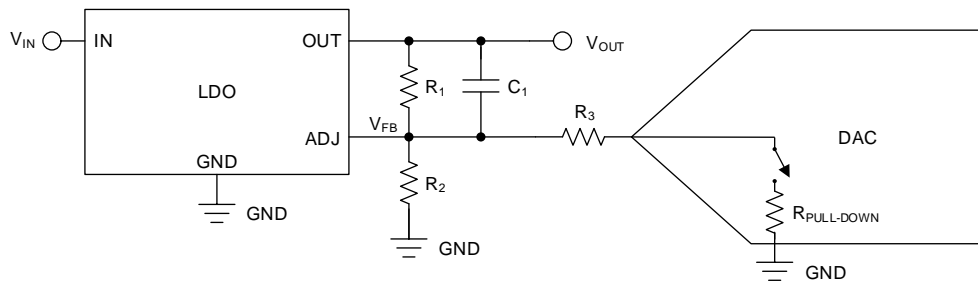 V_IN
IN
OUT
V_OUT
LDO
R_1
C_1
R_3
DAC
ADJ
V_FB
GND
R_2
R_PULL-DOWN
GND
GND
GND